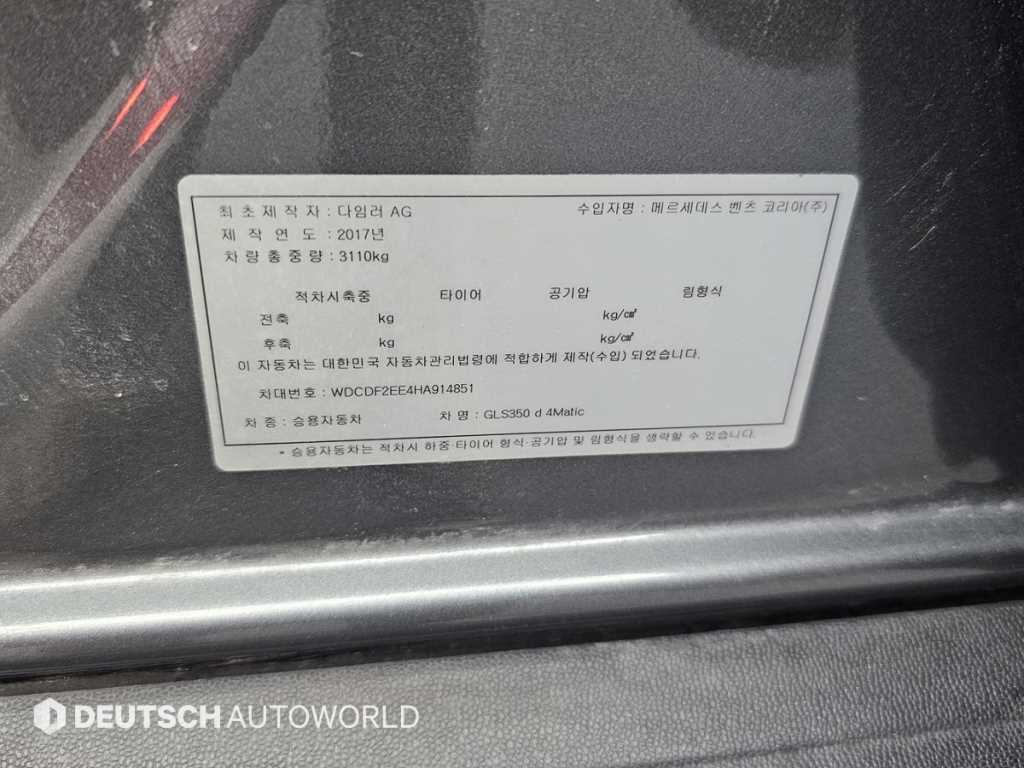 최 초 제 작 자 : 다임러 AG 수입자명 : 메르세데스 벤츠 코리아(주)
제 작 연 도 : 2017년
차 량 총 중 량 : 3110kg
적차시축중 타이어 공기압 림형식
전축 kg kg/㎠
후축 kg kg/㎠
이 자동차는 대한민국 자동차관리법령에 적합하게 제작(수입) 되었습니다.
차대번호 : WDCDF2EE4HA914851
차 종 : 승용자동차 차 명 : GLS350 d 4Matic
* 승용자동차는 적차시 하중·타이어 형식·공기압 및 림형식을 생략할 수 있습니다.
DEUTSCH AUTOWORLD